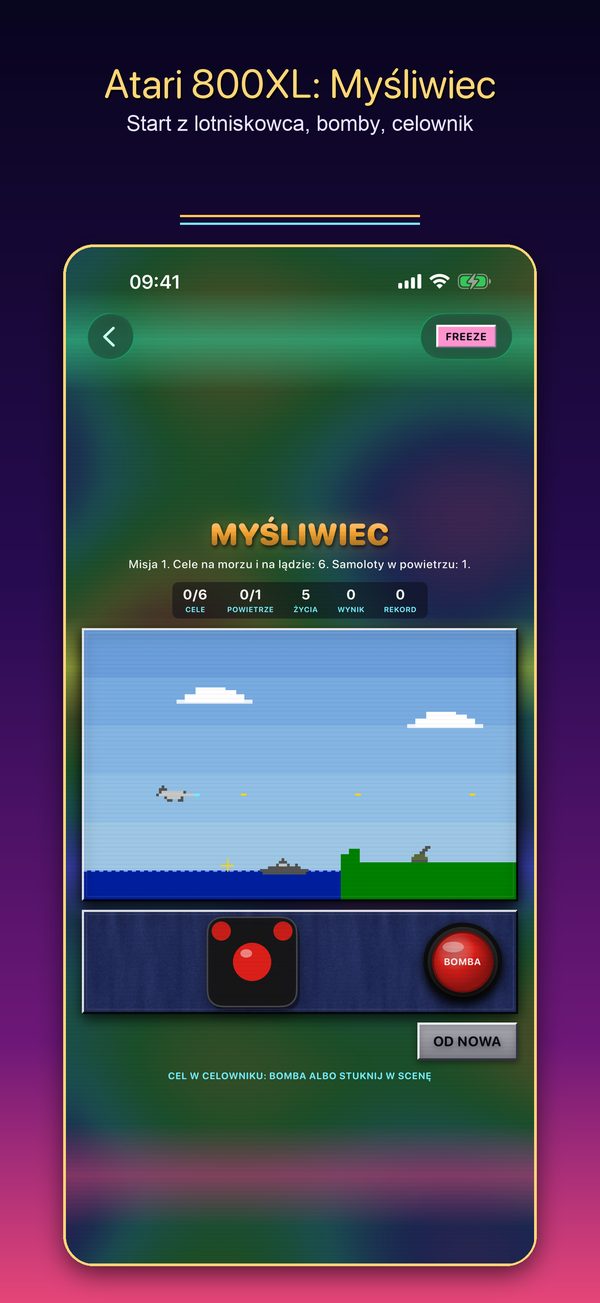 Atari 800XL: Myśliwiec
Start z lotniskowca, bomby, celownik
09:41
FREEZE
MYŚLIWIEC
Misja 1. Cele na morzu i na lądzie: 6. Samoloty w powietrzu: 1.
0/6 0/1 5 0 0
CELE POWIETRZE ŻYCIA WYNIK REKORD
BOMBA
OD NOWA
CEL W CELOWNIKU: BOMBA ALBO STUKNIJ W SCENĘ